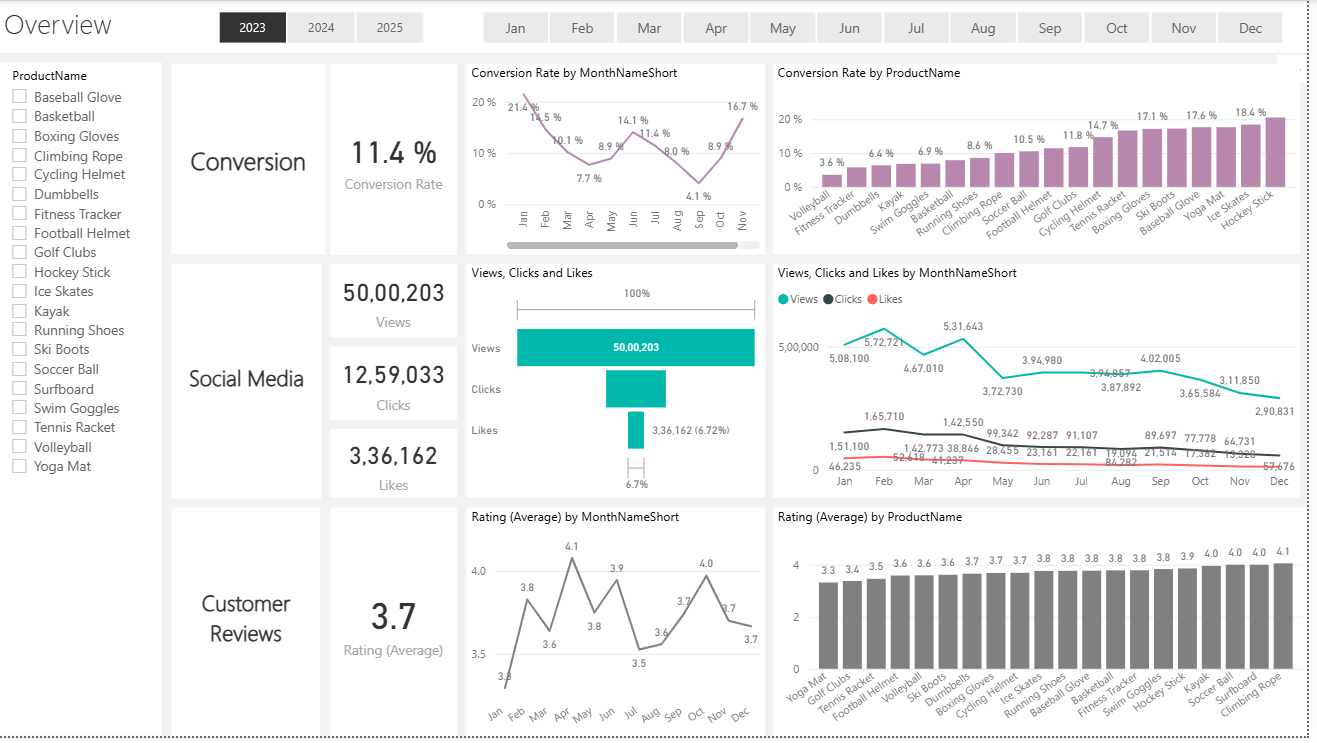 Overview
2023 2024 2025
Jan Feb Mar Apr May Jun Jul Aug Sep Oct Nov Dec
ProductName
Baseball Glove
Basketball
Boxing Gloves
Climbing Rope
Cycling Helmet
Dumbbells
Fitness Tracker
Football Helmet
Golf Clubs
Hockey Stick
Ice Skates
Kayak
Running Shoes
Ski Boots
Soccer Ball
Surfboard
Swim Goggles
Tennis Racket
Volleyball
Yoga Mat
Conversion
11.4 %
Conversion Rate
Conversion Rate by MonthNameShort
20 %
10 %
0 %
21.4 % 14.5 % 10.1 % 7.7 % 8.9 % 14.1 % 11.4 % 8.0 % 4.1 % 8.9 % 16.7 %
Jan Feb Mar Apr May Jun Jul Aug Sep Oct Nov
Conversion Rate by ProductName
20 %
10 %
0 %
3.6 % 6.4 % 6.9 % 8.6 % 10.5 % 11.8 % 14.7 % 17.1 % 17.6 % 18.4 %
Volleyball Fitness Tracker Dumbbells Kayak Swim Goggles Basketball Running Shoes Climbing Rope Soccer Ball Football Helmet Golf Clubs Cycling Helmet Tennis Racket Boxing Gloves Ski Boots Baseball Glove Yoga Mat Ice Skates Hockey Stick
Social Media
50,00,203
Views
12,59,033
Clicks
3,36,162
Likes
Views, Clicks and Likes
100%
Views
50,00,203
Clicks
Likes
3,36,162 (6.72%)
6.7%
Views, Clicks and Likes by MonthNameShort
Views Clicks Likes
5,00,000
0
5,08,100 5,72,721 4,67,010 5,31,643 3,72,730 3,94,980 3,94,857 3,87,892 4,02,005 3,65,584 3,11,850 2,90,831
1,51,100 1,65,710 1,42,773 1,42,550 99,342 92,287 91,107 84,282 89,697 77,778 64,731 57,676
46,235 52,618 41,237 38,846 28,455 23,161 22,161 19,094 21,514 17,382 13,328
Jan Feb Mar Apr May Jun Jul Aug Sep Oct Nov Dec
Customer
Reviews
3.7
Rating (Average)
Rating (Average) by MonthNameShort
4.0
3.5
3.3 3.8 3.6 4.1 3.8 3.9 3.5 3.6 3.7 4.0 3.7 3.7
Jan Feb Mar Apr May Jun Jul Aug Sep Oct Nov Dec
Rating (Average) by ProductName
4
2
0
3.3 3.4 3.5 3.6 3.6 3.6 3.7 3.7 3.7 3.8 3.8 3.8 3.8 3.8 3.8 3.9 4.0 4.0 4.0 4.1
Yoga Mat Golf Clubs Tennis Racket Football Helmet Volleyball Ski Boots Dumbbells Boxing Gloves Cycling Helmet Ice Skates Running Shoes Baseball Glove Basketball Fitness Tracker Swim Goggles Hockey Stick Kayak Soccer Ball Surfboard Climbing Rope